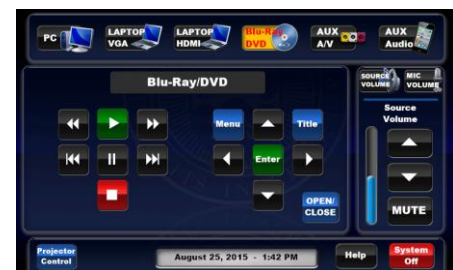 PC
LAPTOP
VGA
LAPTOP
HDMI
Blu-Ray
DVD
AUX
A/V
AUX
Audio
Blu-Ray/DVD
SOURCE
VOLUME
MIC
VOLUME
Source
Volume
Menu
Title
Enter
OPEN/
CLOSE
MUTE
Projector
Control
August 25, 2015 - 1:42 PM
Help
System
Off